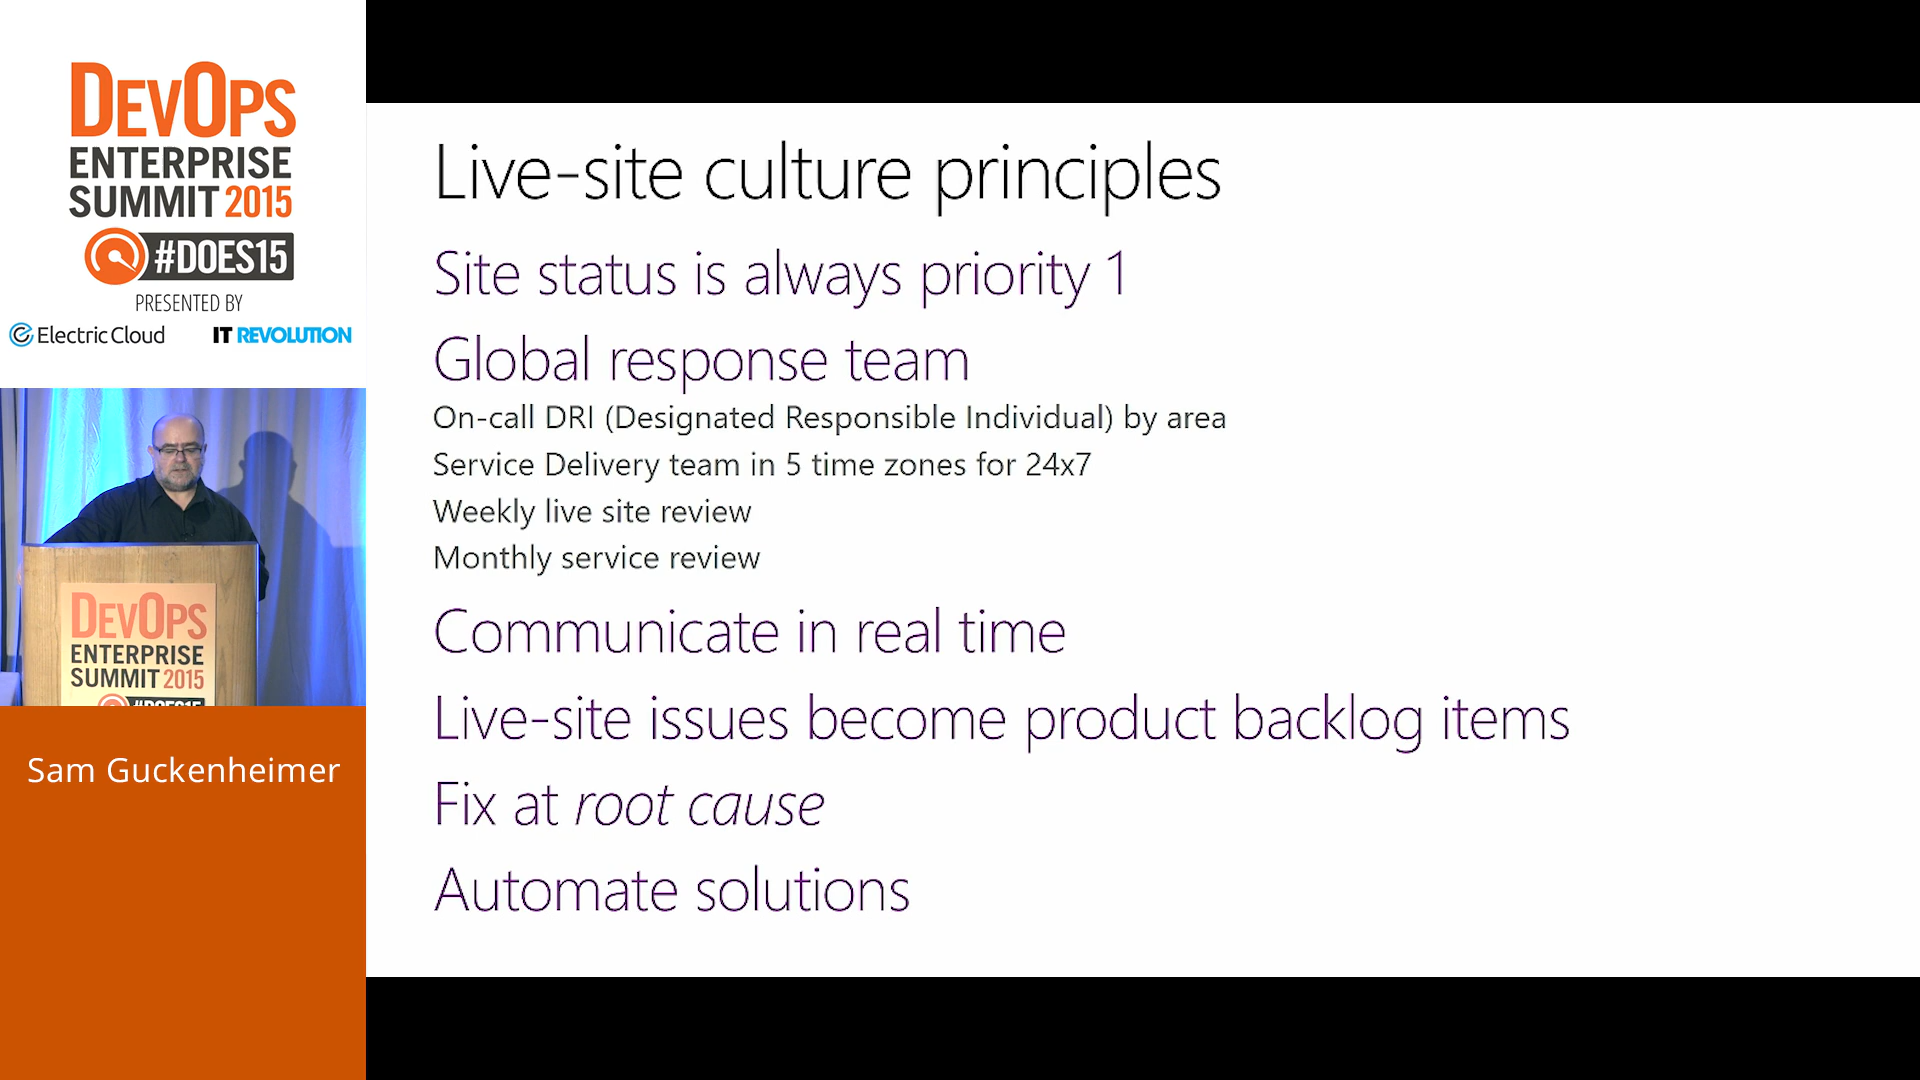 DEVOPS
ENTERPRISE
SUMMIT 2015
#DOES15
PRESENTED BY
Electric Cloud
IT REVOLUTION
DEVOPS
ENTERPRISE
SUMMIT 2015
#DOES15
Sam Guckenheimer
Live-site culture principles
Site status is always priority 1
Global response team
On-call DRI (Designated Responsible Individual) by area
Service Delivery team in 5 time zones for 24x7
Weekly live site review
Monthly service review
Communicate in real time
Live-site issues become product backlog items
Fix at root cause
Automate solutions